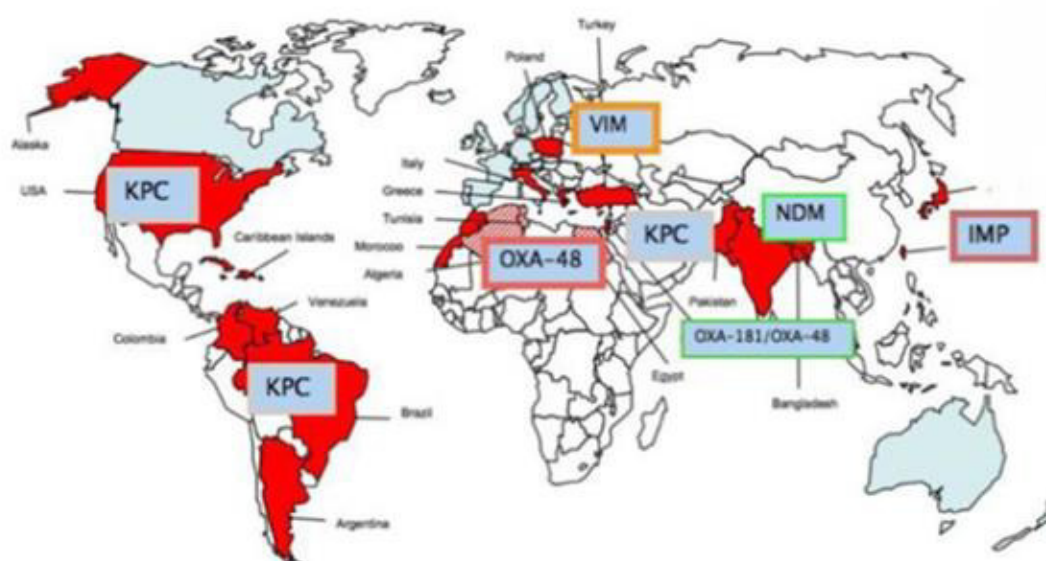 Turkey
Poland
VIM
Alaska
Italy
USA
KPC
Greece
NDM
Tunisia
KPC
IMP
Caribbean Islands
Morocoo
OXA-48
Algeria
Venezuela
Pakistan
Colombia
OXA-181/OXA-48
Egypt
KPC
Bangladesh
Brazil
Argentina